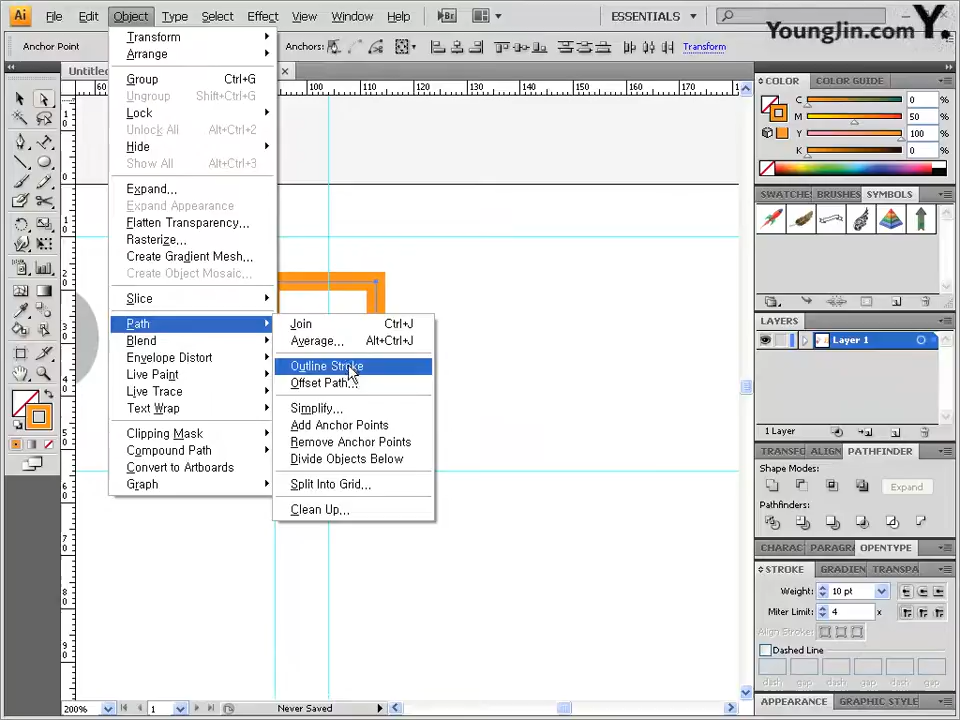 Ai File Edit Object Type Select Effect View Window Help Br ESSENTIALS
YoungJin.com Y.
Anchor Point Anchors: Transform
Untitled
60 100 110 120 130 140 150 160 170
Transform
Arrange
Group Ctrl+G
Ungroup Shift+Ctrl+G
Lock
Unlock All Alt+Ctrl+2
Hide
Show All Alt+Ctrl+3
Expand...
Expand Appearance
Flatten Transparency...
Rasterize...
Create Gradient Mesh...
Create Object Mosaic...
Slice
Path
Blend
Envelope Distort
Live Paint
Live Trace
Text Wrap
Clipping Mask
Compound Path
Convert to Artboards
Graph
Join Ctrl+J
Average... Alt+Ctrl+J
Outline Stroke
Offset Path...
Simplify...
Add Anchor Points
Remove Anchor Points
Divide Objects Below
Split Into Grid...
Clean Up...
COLOR COLOR GUIDE
C 0 %
M 50 %
Y 100 %
K 0 %
SWATCHE BRUSHES SYMBOLS
LAYERS
Layer 1
1 Layer
TRANSF ALIGN PATHFINDER
Shape Modes:
Expand
Pathfinders:
CHARAC PARAGRA OPENTYPE
STROKE GRADIEN TRANSPA
Weight: 10 pt
Miter Limit: 4 x
Align Stroke:
Dashed Line
dash gap dash gap dash gap
APPEARANCE GRAPHIC STYLE
200% 1 Never Saved